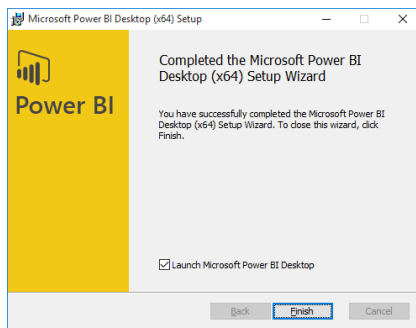 Microsoft Power BI Desktop (x64) Setup
Power BI
Completed the Microsoft Power BI
Desktop (x64) Setup Wizard
You have successfully completed the Microsoft Power BI
Desktop (x64) Setup Wizard. To close this wizard, click
Finish.
Launch Microsoft Power BI Desktop
Back Finish Cancel